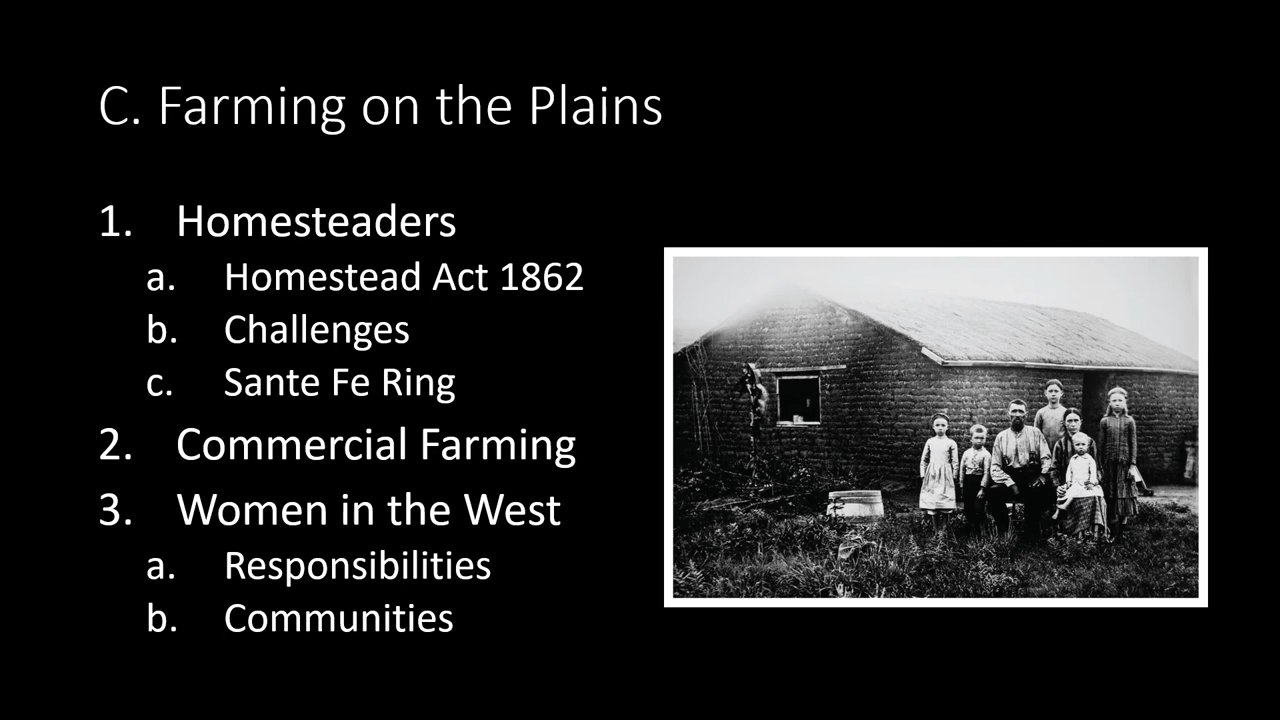 C. Farming on the Plains
1. Homesteaders
a. Homestead Act 1862
b. Challenges
c. Sante Fe Ring
2. Commercial Farming
3. Women in the West
a. Responsibilities
b. Communities